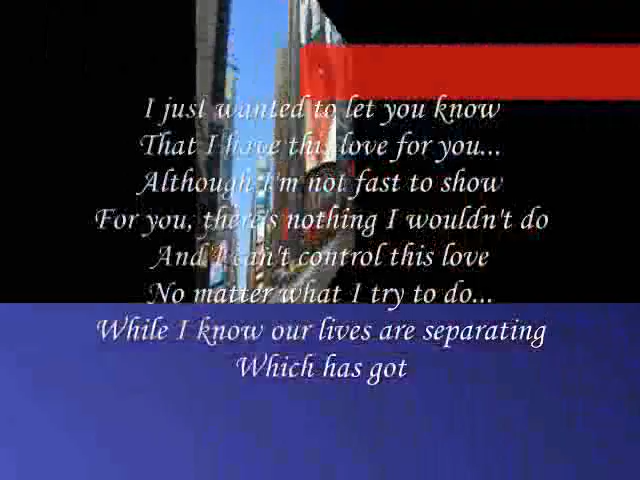 I just wanted to let you know
That I have this love for you...
Although I'm not fast to show
For you, there's nothing I wouldn't do
And I can't control this love
No matter what I try to do...
While I know our lives are separating
Which has got